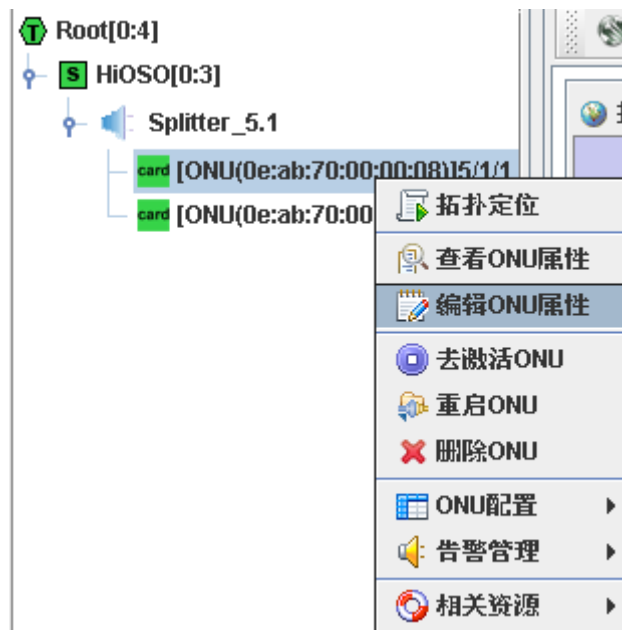 T Root[0:4]
S HiOSO[0:3]
Splitter_5.1
card [ONU(0e:ab:70:00:00:08)]5/1/1
card [ONU(0e:ab:70:00
拓扑定位
查看ONU属性
编辑ONU属性
去激活ONU
重启ONU
删除ONU
ONU配置
告警管理
相关资源